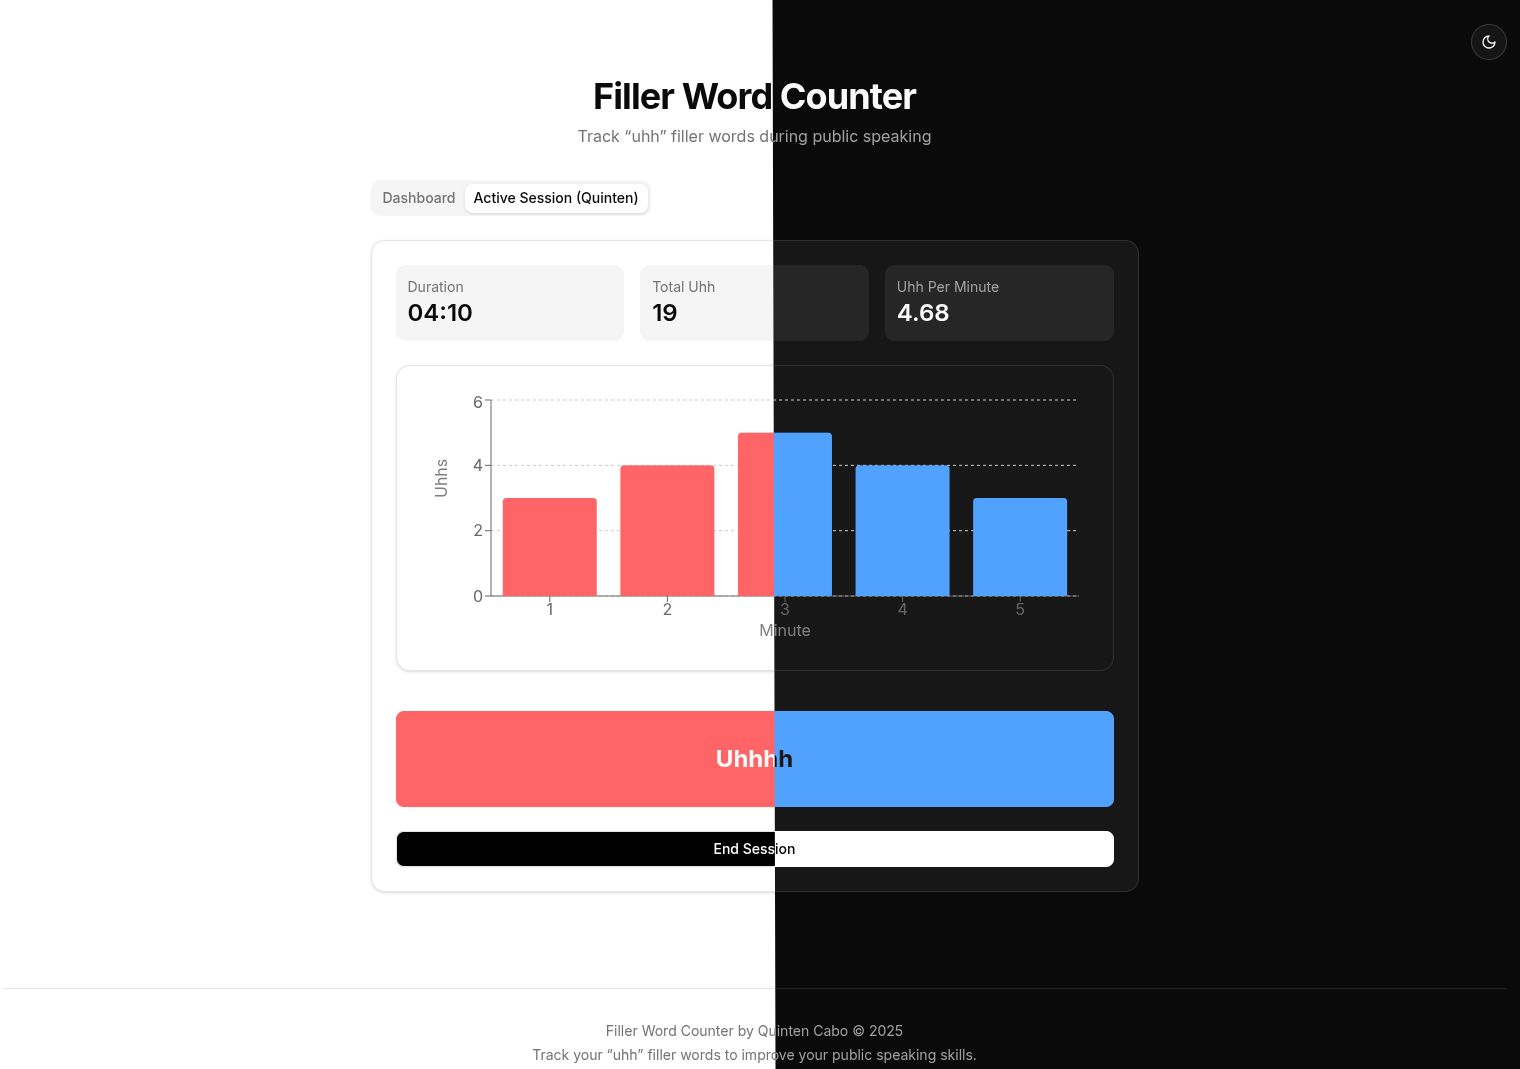 Filler Word Counter
Track “uhh” filler words during public speaking
Dashboard Active Session (Quinten)
Duration
04:10
Total Uhh
19
Uhh Per Minute
4.68
6
4
2
0
Uhhs
1 2 3 4 5
Minute
Uhhhh
End Session
Filler Word Counter by Quinten Cabo © 2025
Track your “uhh” filler words to improve your public speaking skills.